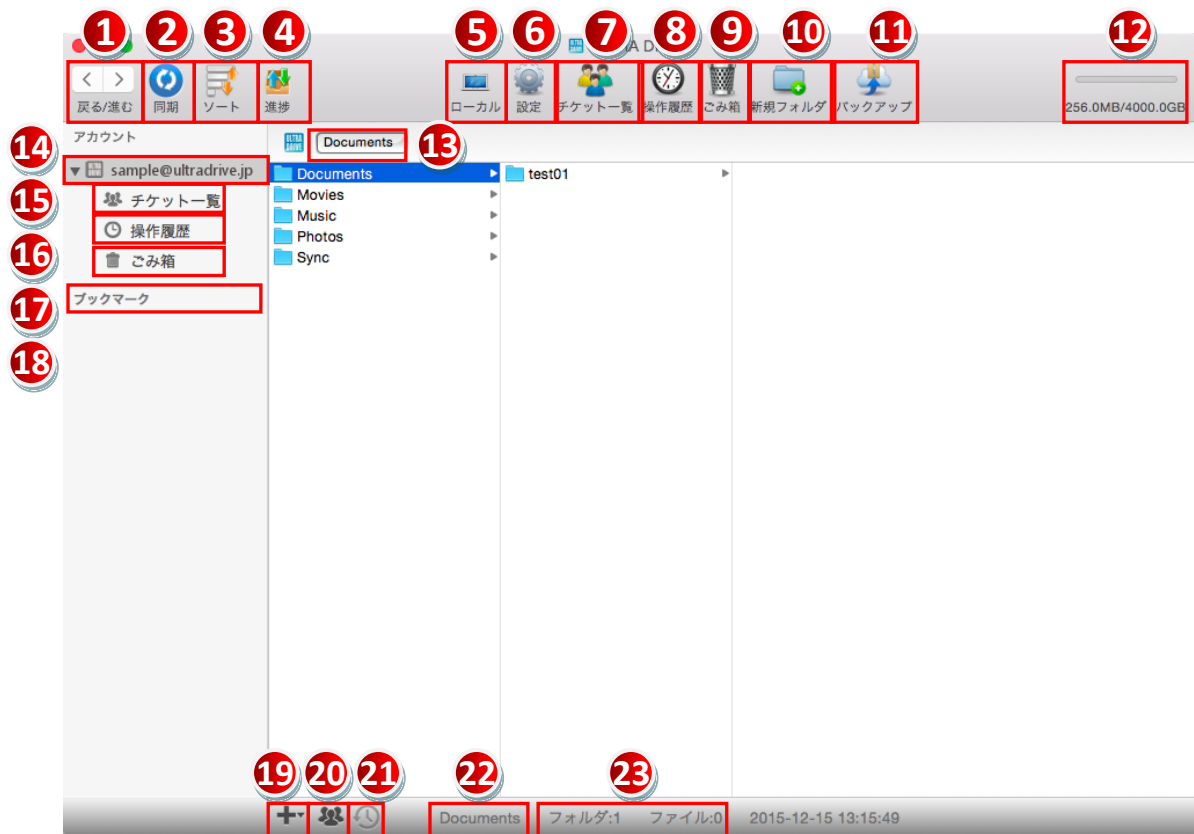 1 2 3 4 5 6 7 8 9 10 11 12
戻る/進む 同期 ソート 進捗 ローカル 設定 チケット一覧 操作履歴 ごみ箱 新規フォルダ バックアップ 256.0MB/4000.0GB
アカウント
ULTRA DRIVE Documents 13
14 sample@ultradrive.jp
Documents test01
15 チケット一覧
Movies
Music
操作履歴
Photos
16 ごみ箱
Sync
17 ブックマーク
18
19 20 21 22 23
Documents フォルダ:1 ファイル:0 2015-12-15 13:15:49